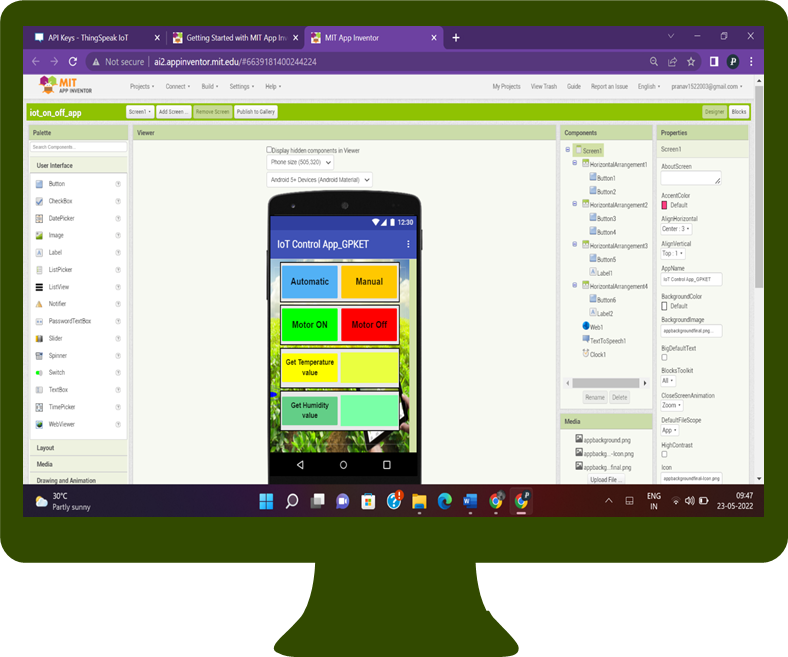 API Keys - ThingSpeak IoT
Getting Started with MIT App Inv
MIT App Inventor
Not secure
ai2.appinventor.mit.edu/#6639181400244224
MIT
APP INVENTOR
Projects
Connect
Build
Settings
Help
My Projects
View Trash
Guide
Report an Issue
English
pranav1522003@gmail.com
iot_on_off_app
Screen1
Add Screen ...
Remove Screen
Publish to Gallery
Designer
Blocks
Palette
Search Components...
User Interface
Button
CheckBox
DatePicker
Image
Label
ListPicker
ListView
Notifier
PasswordTextBox
Slider
Spinner
Switch
TextBox
TimePicker
WebViewer
Layout
Media
Drawing and Animation
Viewer
Display hidden components in Viewer
Phone size (505,320)
Android 5+ Devices (Android Material)
12:30
IoT Control App_GPKET
Automatic
Manual
Motor ON
Motor Off
Get Temperature
value
Get Humidity
value
Components
Screen1
HorizontalArrangement1
Button1
Button2
HorizontalArrangement2
Button3
Button4
HorizontalArrangement3
Button5
Label1
HorizontalArrangement4
Button6
Label2
Web1
TextToSpeech1
Clock1
Rename
Delete
Media
appbackground.png
appbackg...-Icon.png
appbackg...final.png
Upload File ...
Properties
Screen1
AboutScreen
AccentColor
Default
AlignHorizontal
Center : 3
AlignVertical
Top : 1
AppName
IoT Control App_GPKET
BackgroundColor
Default
BackgroundImage
appbackgroundfinal.png...
BigDefaultText
BlocksToolkit
All
CloseScreenAnimation
Zoom
DefaultFileScope
App
HighContrast
Icon
appbackgroundfinal-Icon.png
30°C
Partly sunny
ENG
IN
09:47
23-05-2022